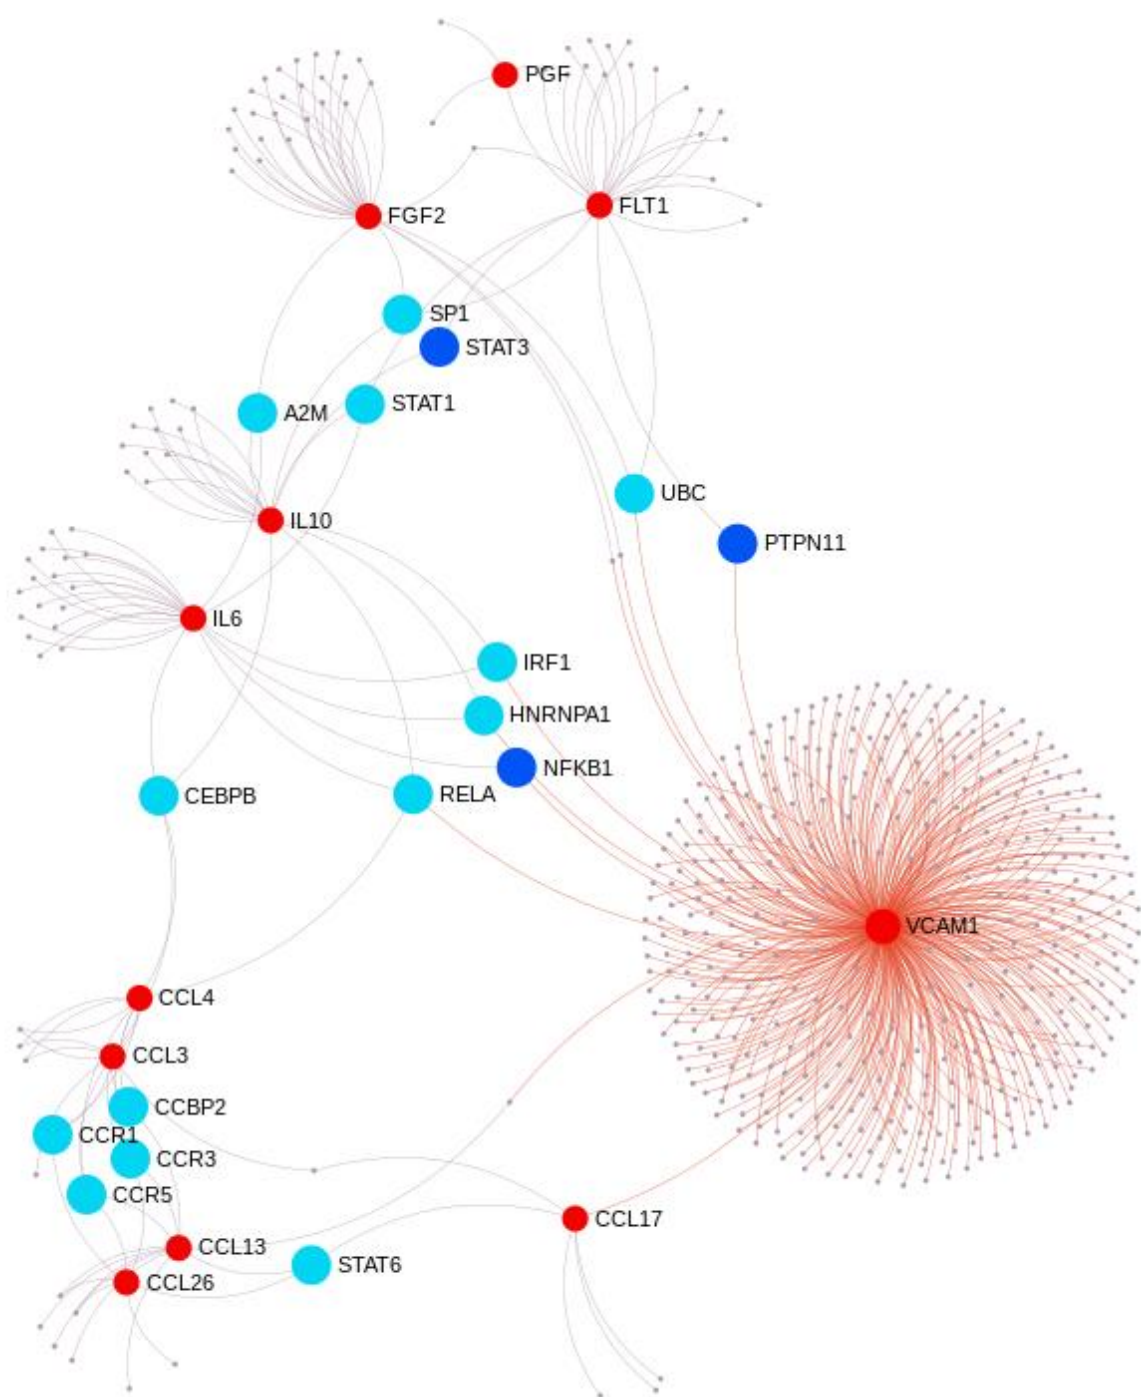 PGF
FLT1
FGF2
SP1
STAT3
STAT1
A2M
UBC
IL10
PTPN11
IL6
IRF1
HNRNPA1
NFKB1
RELA
CEBPB
VCAM1
CCL4
CCL3
CCBP2
CCR1
CCR3
CCR5
CCL17
CCL13
STAT6
CCL26